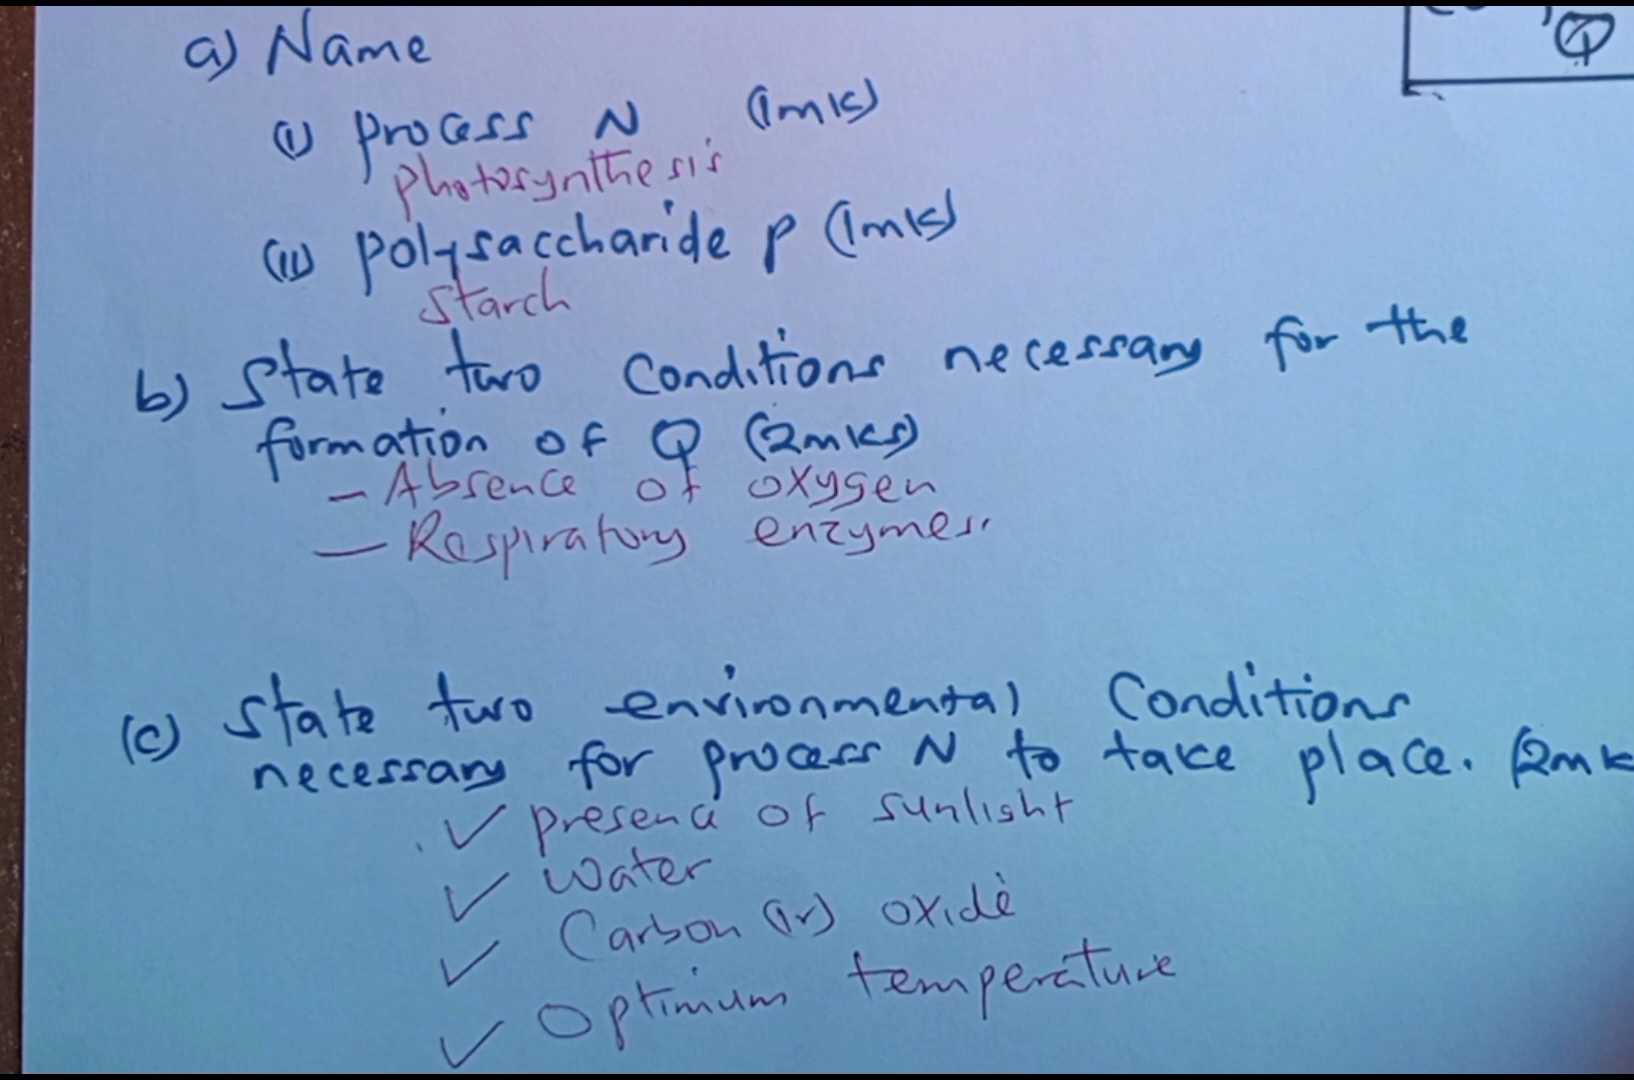 Q
a) Name
(i) process N (1mk)
photosynthesis
(ii) polysaccharide P (1mk)
starch
b) State two conditions necessary for the
formation of Q (2mks)
- Absence of oxygen
- Respiratory enzymes.
(c) State two environmental conditions
necessary for process N to take place. (2mk
✓ presence of sunlight
✓ water
✓ Carbon (iv) oxide
✓ Optimum temperature